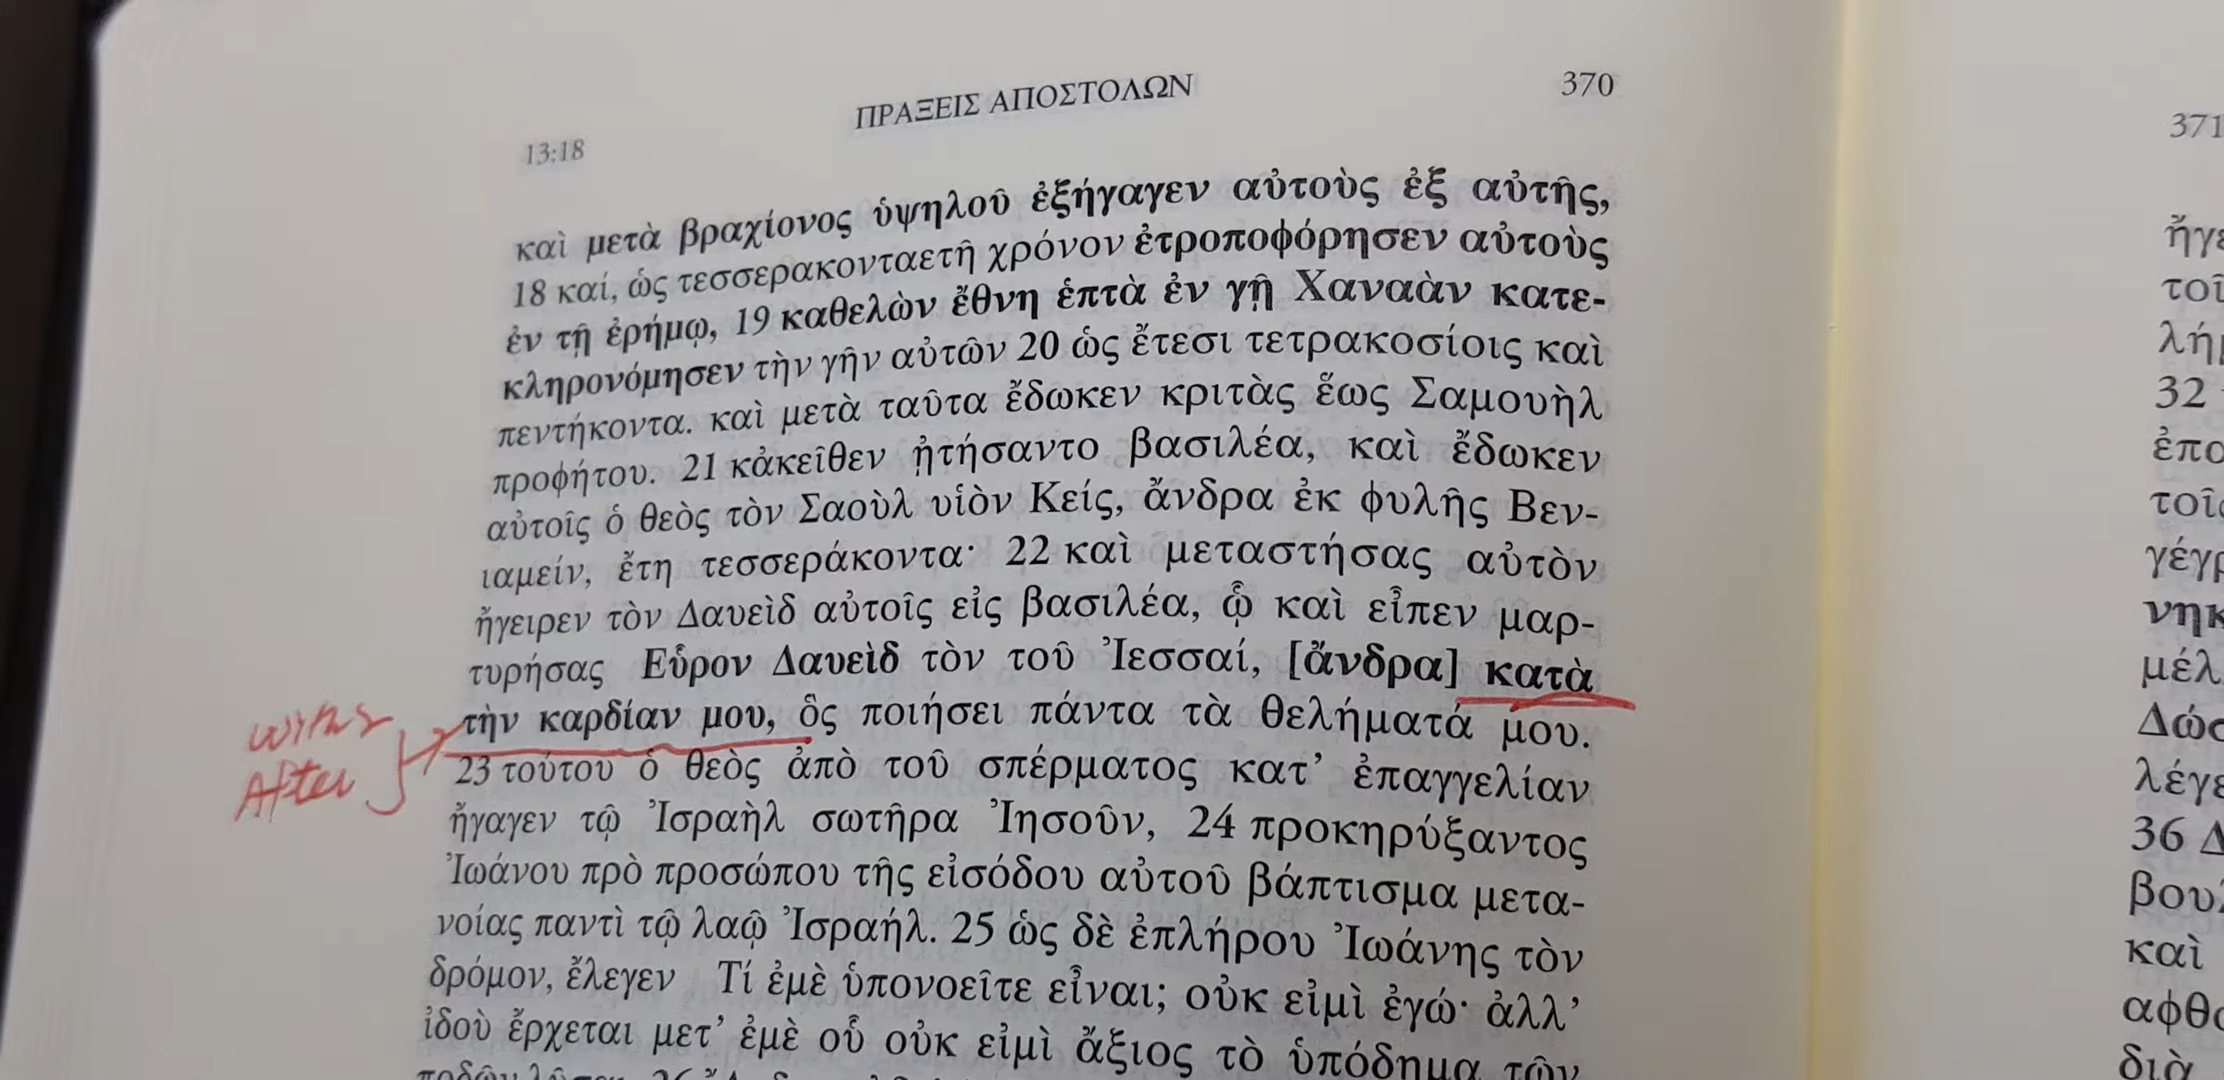 ΠΡΑΞΕΙΣ ΑΠΟΣΤΟΛΩΝ
370
13:18
καὶ μετὰ βραχίονος ὑψηλοῦ ἐξήγαγεν αὐτοὺς ἐξ αὐτῆς,
18 καί, ὡς τεσσερακονταετῆ χρόνον ἐτροποφόρησεν αὐτοὺς
ἐν τῇ ἐρήμῳ, 19 καθελὼν ἔθνη ἑπτὰ ἐν γῇ Χαναὰν κατε-
κληρονόμησεν τὴν γῆν αὐτῶν 20 ὡς ἔτεσι τετρακοσίοις καὶ
πεντήκοντα. καὶ μετὰ ταῦτα ἔδωκεν κριτὰς ἕως Σαμουὴλ
προφήτου. 21 κἀκεῖθεν ᾐτήσαντο βασιλέα, καὶ ἔδωκεν
αὐτοῖς ὁ θεὸς τὸν Σαοὺλ υἱὸν Κείς, ἄνδρα ἐκ φυλῆς Βεν-
ιαμείν, ἔτη τεσσεράκοντα· 22 καὶ μεταστήσας αὐτὸν
ἤγειρεν τὸν Δαυεὶδ αὐτοῖς εἰς βασιλέα, ᾧ καὶ εἶπεν μαρ-
τυρήσας Εὗρον Δαυεὶδ τὸν τοῦ Ἰεσσαί, [ἄνδρα] κατὰ
τὴν καρδίαν μου, ὃς ποιήσει πάντα τὰ θελήματά μου.
After
23 τούτου ὁ θεὸς ἀπὸ τοῦ σπέρματος κατ’ ἐπαγγελίαν
ἤγαγεν τῷ Ἰσραὴλ σωτῆρα Ἰησοῦν, 24 προκηρύξαντος
Ἰωάνου πρὸ προσώπου τῆς εἰσόδου αὐτοῦ βάπτισμα μετα-
νοίας παντὶ τῷ λαῷ Ἰσραήλ. 25 ὡς δὲ ἐπλήρου Ἰωάνης τὸν
δρόμον, ἔλεγεν Τί ἐμὲ ὑπονοεῖτε εἶναι; οὐκ εἰμὶ ἐγώ· ἀλλ’
ἰδοὺ ἔρχεται μετ’ ἐμὲ οὗ οὐκ εἰμὶ ἄξιος τὸ ὑπόδημα τῶν
371
32
36
καὶ
διὰ